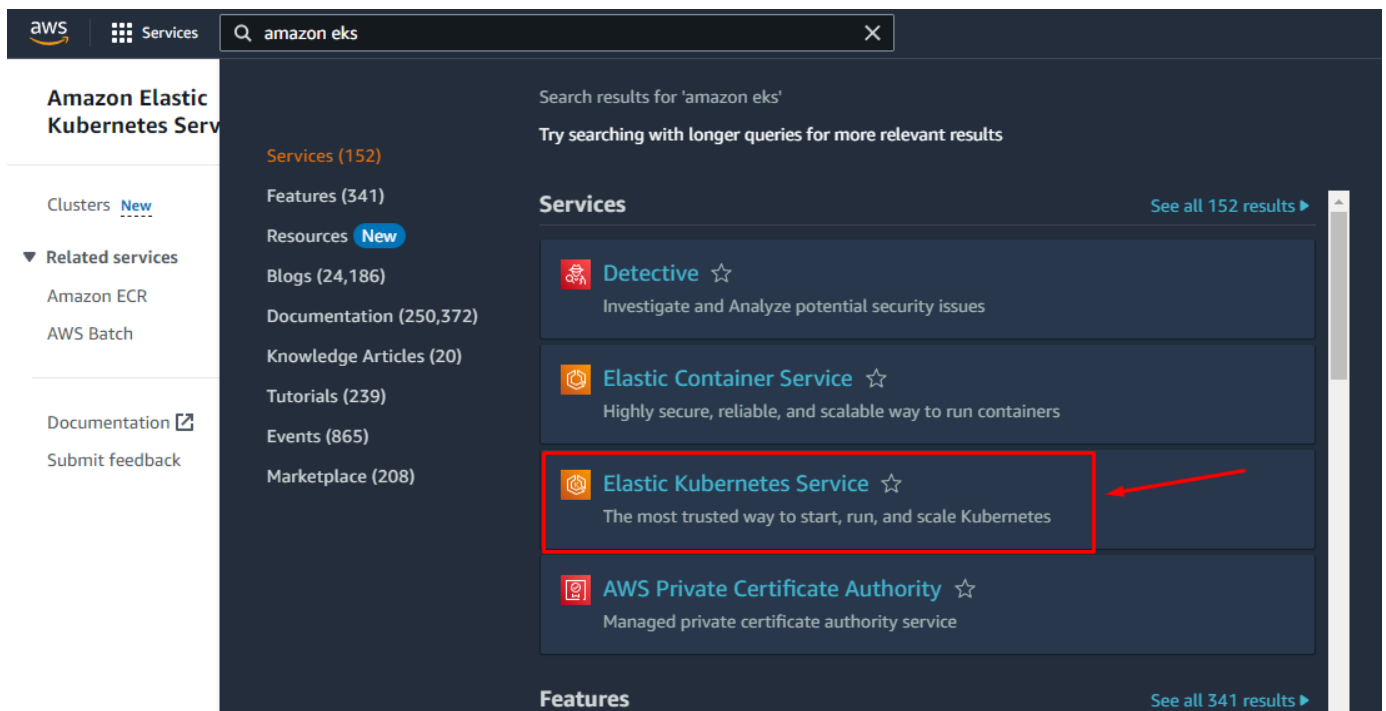 aws
Services
amazon eks
Amazon Elastic
Kubernetes Serv
Clusters New
Related services
Amazon ECR
AWS Batch
Documentation
Submit feedback
Services (152)
Features (341)
Resources New
Blogs (24,186)
Documentation (250,372)
Knowledge Articles (20)
Tutorials (239)
Events (865)
Marketplace (208)
Search results for 'amazon eks'
Try searching with longer queries for more relevant results
Services
See all 152 results
Detective
Investigate and Analyze potential security issues
Elastic Container Service
Highly secure, reliable, and scalable way to run containers
Elastic Kubernetes Service
The most trusted way to start, run, and scale Kubernetes
AWS Private Certificate Authority
Managed private certificate authority service
Features
See all 341 results